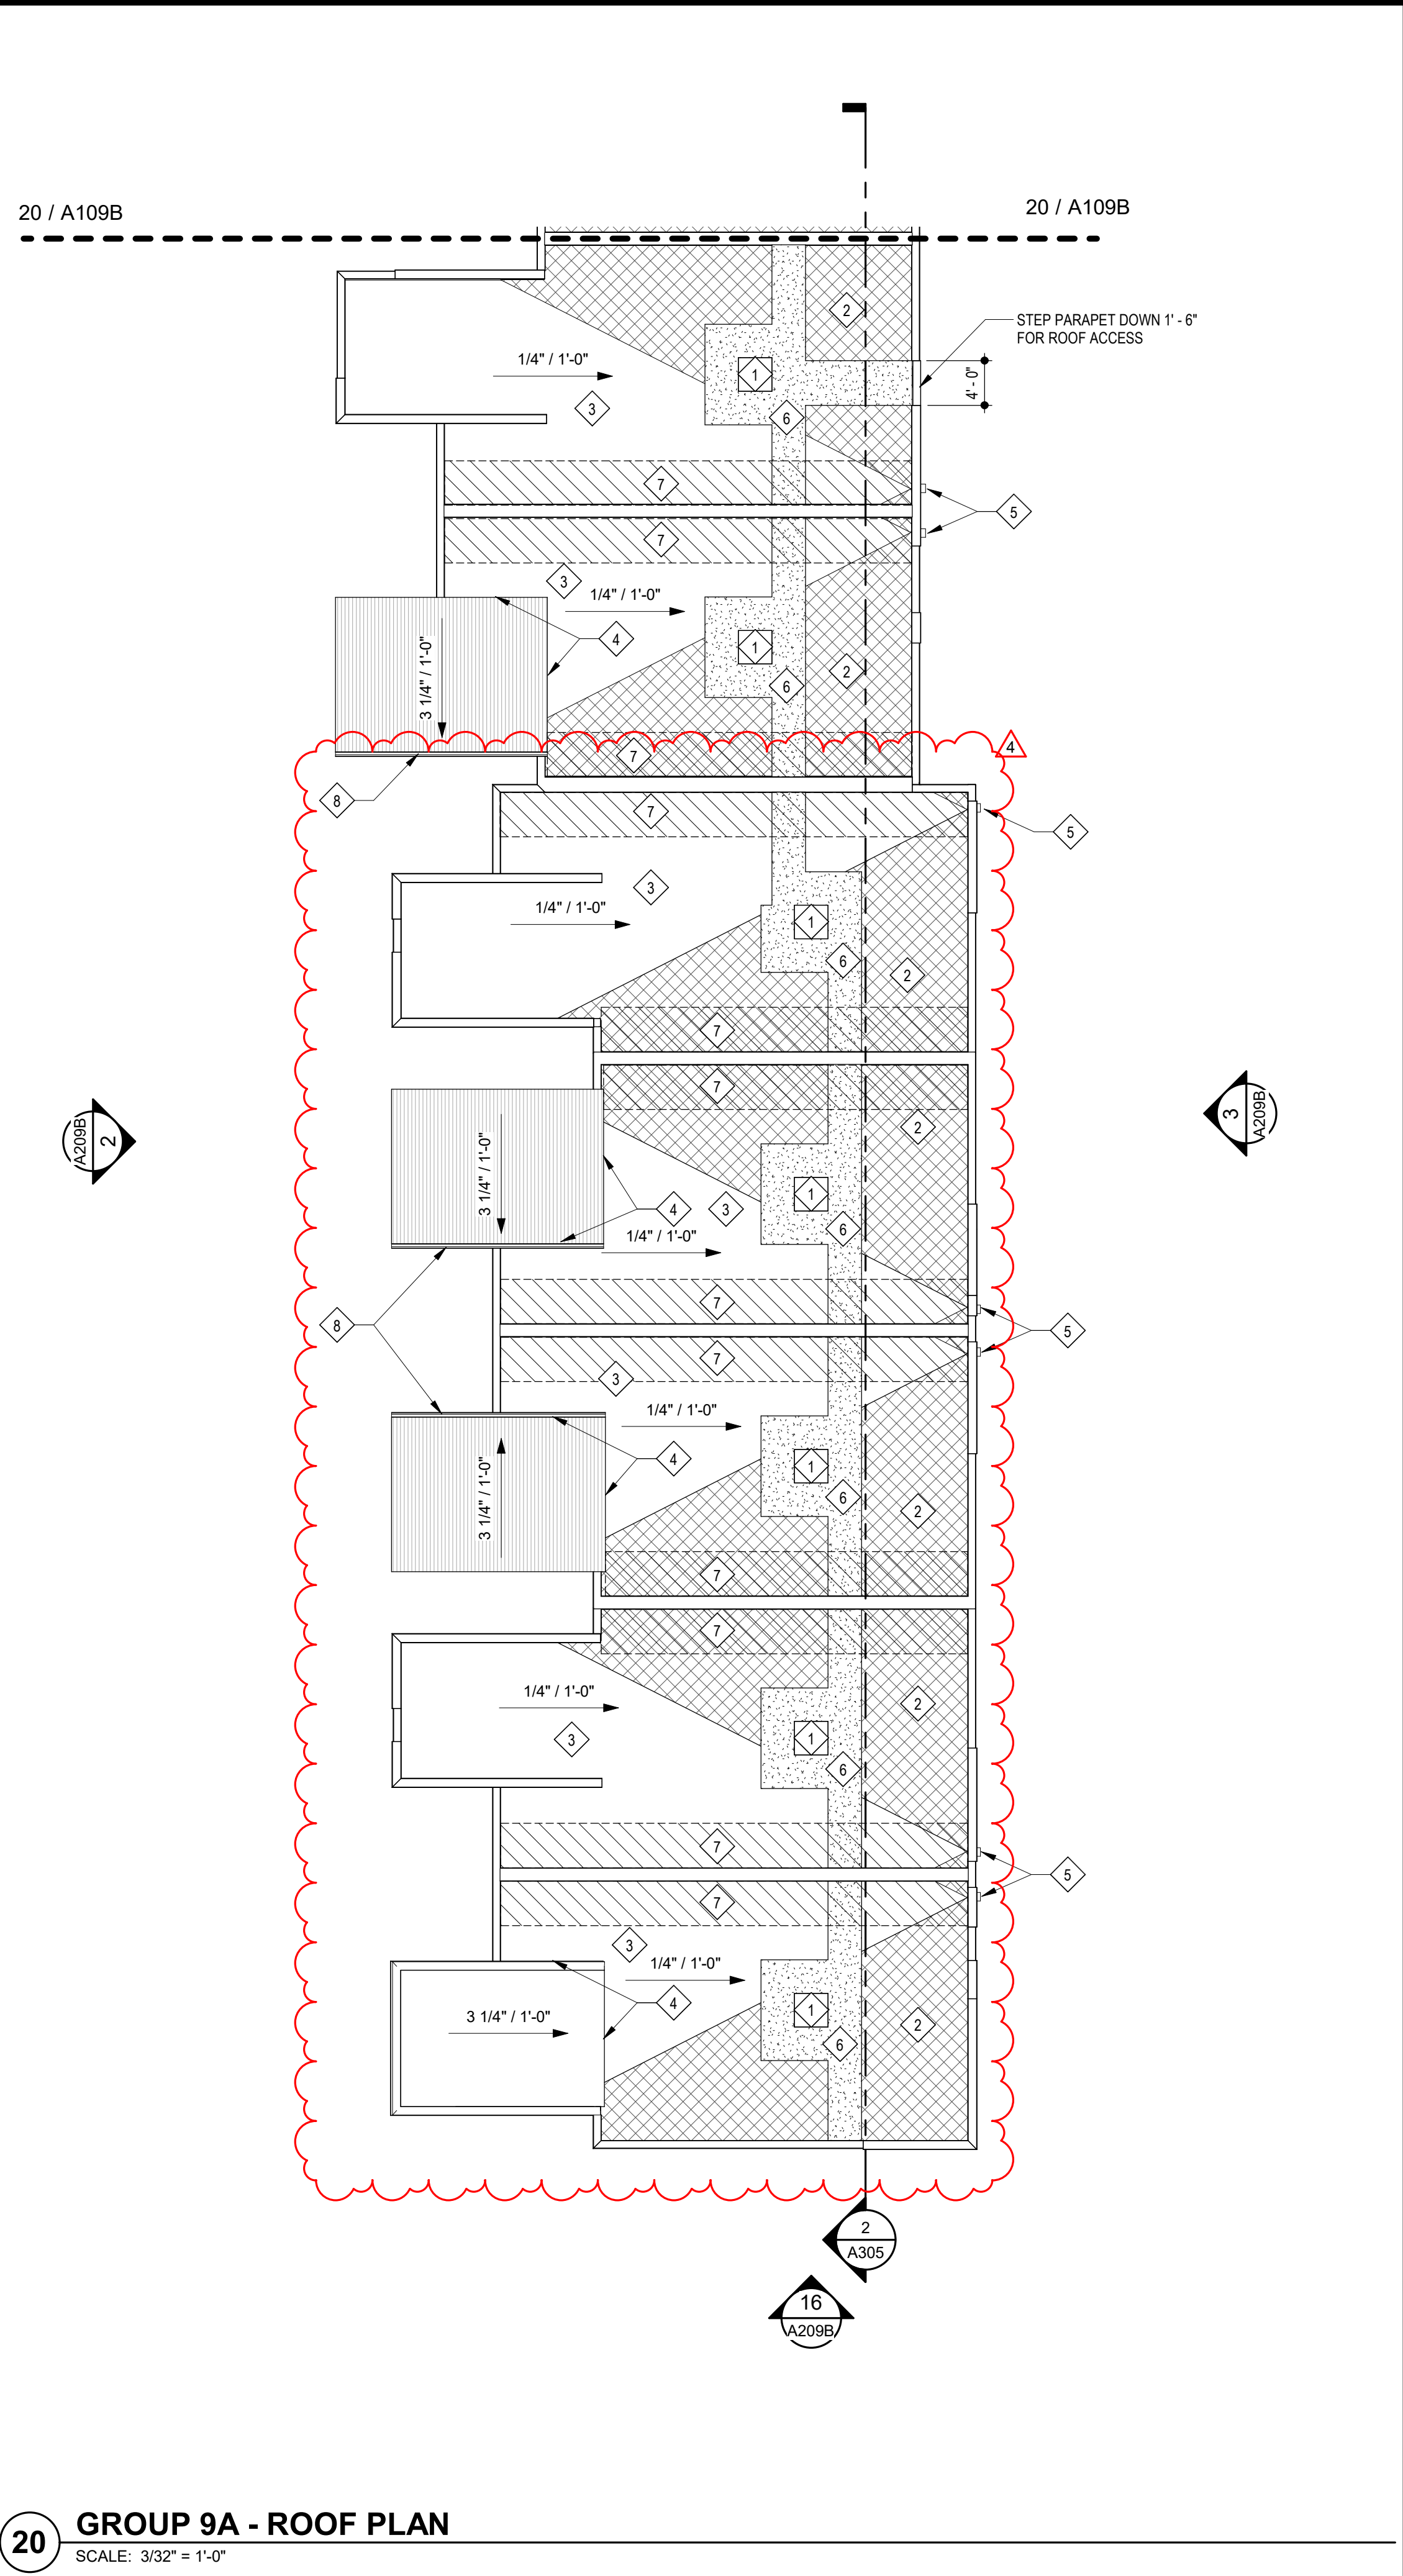 20 / A109B
20 / A109B
2
STEP PARAPET DOWN 1' - 6"
FOR ROOF ACCESS
1/4" / 1'-0"
1
4' - 0"
3
6
7
5
7
3
1/4" / 1'-0"
4
3 1/4" / 1'-0"
1
2
6
4
7
8
7
5
3
1/4" / 1'-0"
1
6
2
7
7
2
A209B
2
3
A209B
3 1/4" / 1'-0"
1
4
3
6
1/4" / 1'-0"
7
8
5
7
3
1/4" / 1'-0"
4
1
3 1/4" / 1'-0"
6
2
7
7
1/4" / 1'-0"
2
3
1
6
7
5
7
3
1/4" / 1'-0"
4
3 1/4" / 1'-0"
1
2
6
2
A305
16
A209B
20
GROUP 9A - ROOF PLAN
SCALE: 3/32" = 1'-0"